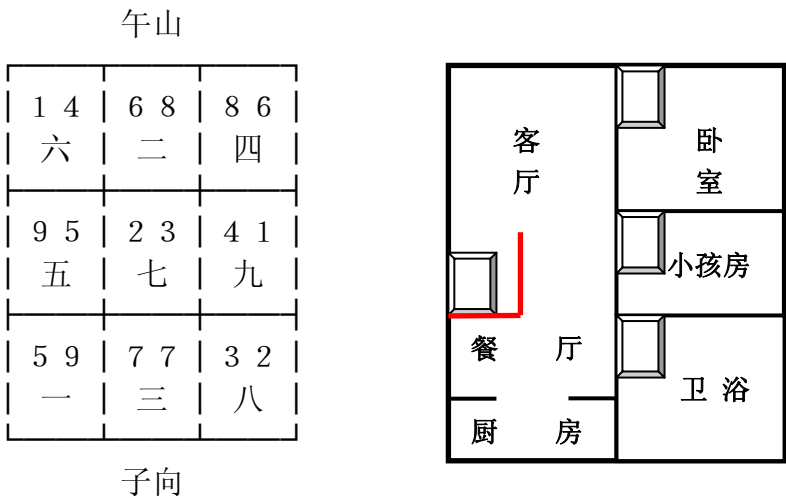 午山
1 4 6 8 8 6
六 二 四
9 5 2 3 4 1
五 七 九
5 9 7 7 3 2
一 三 八
子向
客厅
卧室
小孩房
餐厅
卫浴
厨房